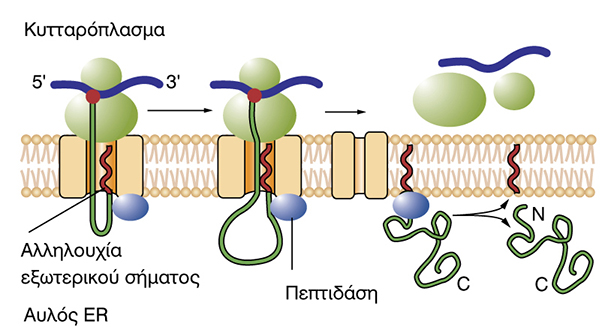 Κυτταρόπλασμα
5' 3'
Αλληλουχία
εξωτερικού σήματος
Πεπτιδάση
N
C C
Αυλός ER